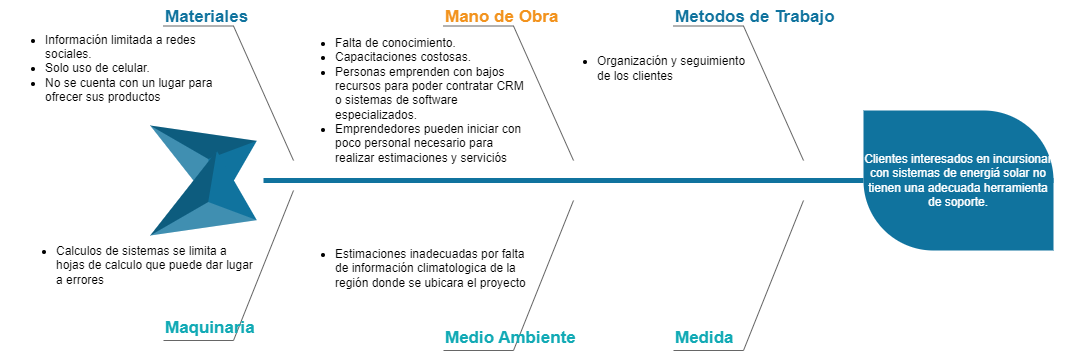 Materiales
Información limitada a redes
sociales.
Solo uso de celular.
No se cuenta con un lugar para
ofrecer sus productos
Mano de Obra
Falta de conocimiento.
Capacitaciones costosas.
Personas emprenden con bajos
recursos para poder contratar CRM
o sistemas de software
especializados.
Emprendedores pueden iniciar con
poco personal necesario para
realizar estimaciones y serviciós
Metodos de Trabajo
Organización y seguimiento
de los clientes
Clientes interesados en incursionar
con sistemas de energiá solar no
tienen una adecuada herramienta
de soporte.
Calculos de sistemas se limita a
hojas de calculo que puede dar lugar
a errores
Maquinaria
Estimaciones inadecuadas por falta
de información climatologica de la
región donde se ubicara el proyecto
Medio Ambiente
Medida